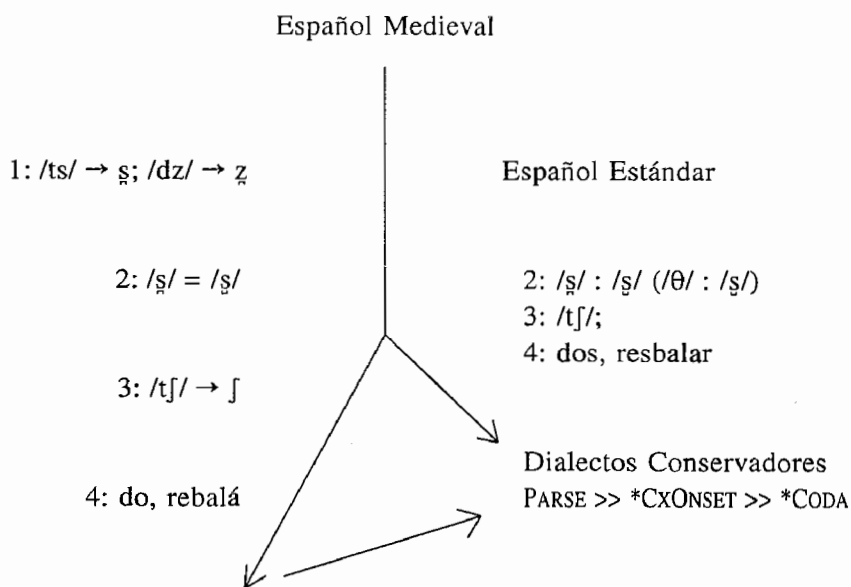 Español Medieval
1: /ts/ → s̪; /dz/ → z̪
Español Estándar
2: /s̪/ = /s̺/
2: /s̪/ : /s̺/ (/θ/ : /s̺/)
3: /tʃ/;
4: dos, resbalar
3: /tʃ/ → ʃ
Dialectos Conservadores
PARSE >> *CXONSET >> *CODA
4: do, rebalá